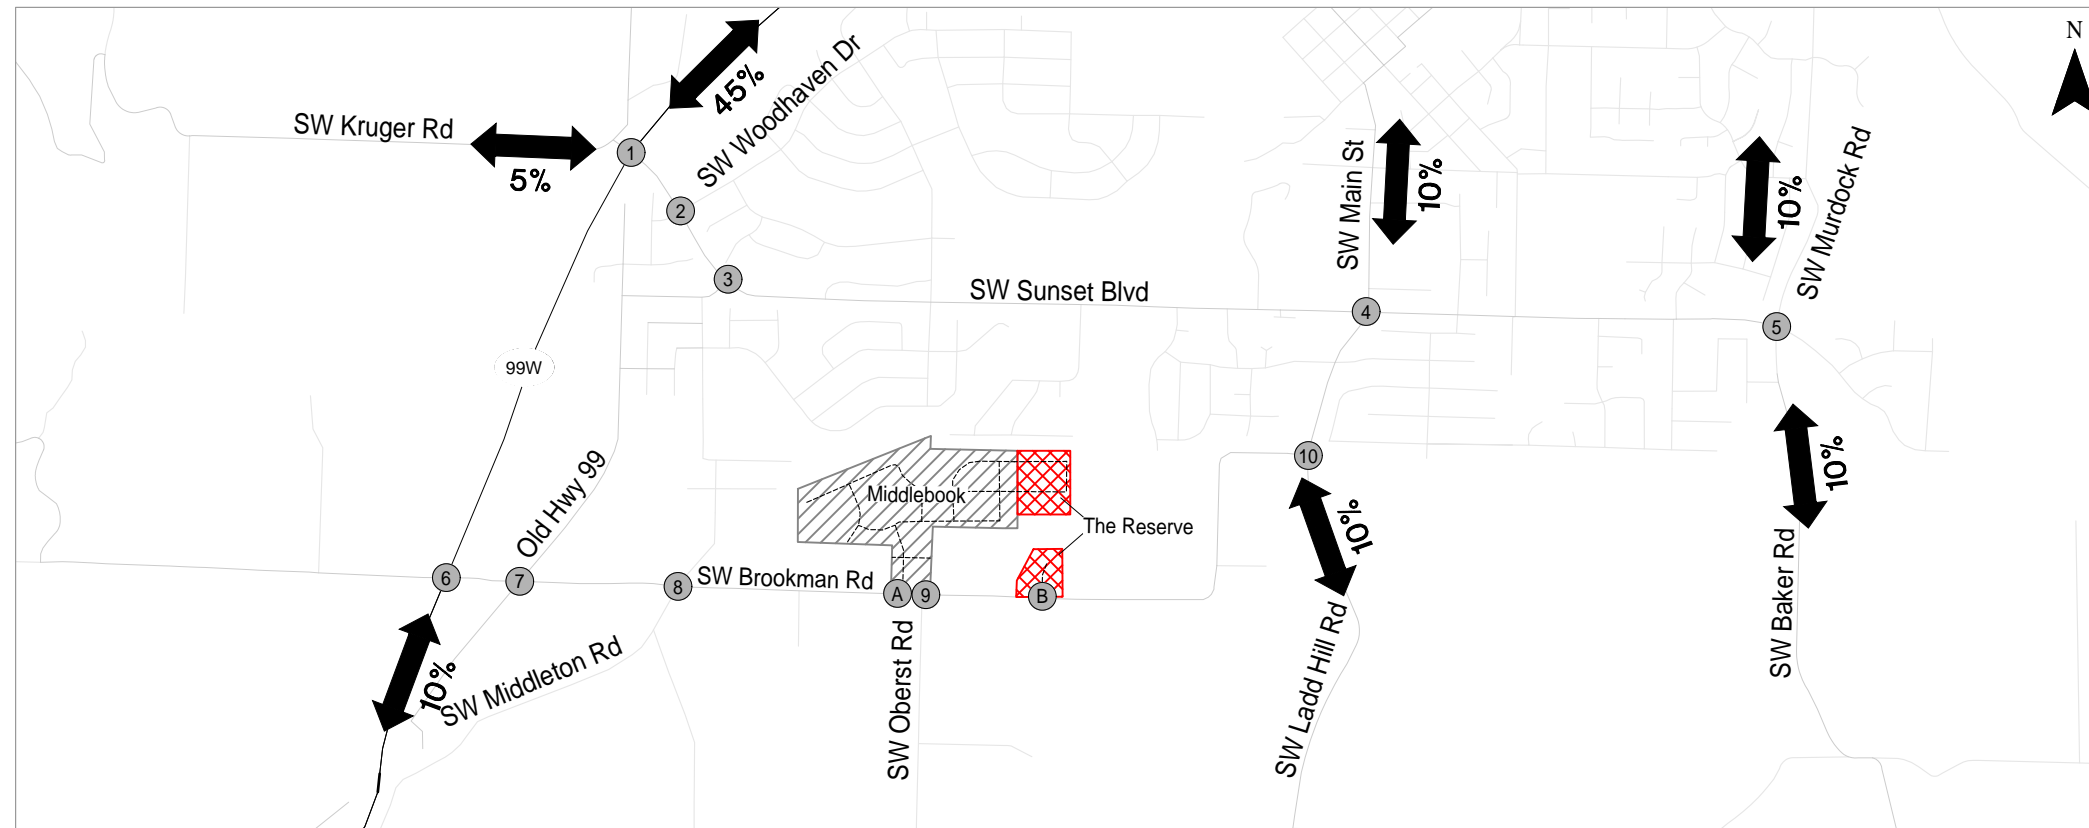 N
45%
SW Woodhaven Dr
SW Kruger Rd
5%
1
2
3
SW Main St
10%
10%
SW Murdock Rd
SW Sunset Blvd
4
5
99W
Old Hwy 99
Middlebook
The Reserve
10
10%
10%
6
7
8
SW Brookman Rd
A
9
B
10%
SW Middleton Rd
SW Oberst Rd
SW Ladd Hill Rd
SW Baker Rd